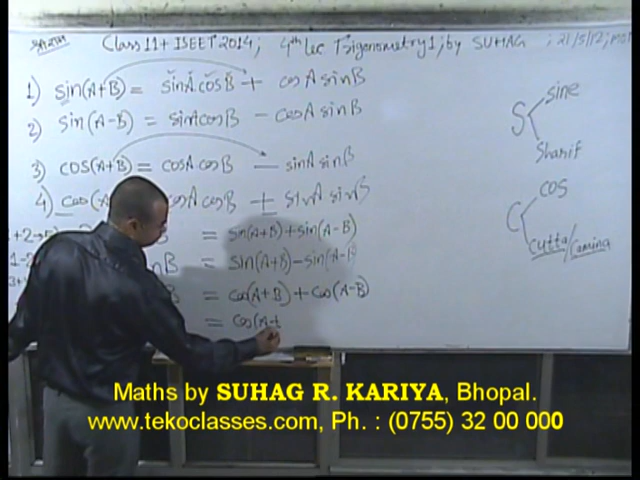 Class 11+ ISEET 2014; 4th lec Trigonometry 1; by SUHAG ; 21/5/12;
1) sin(A+B) = sinA cosB + cosA sinB
2) sin(A-B) = sinA cosB - cosA sinB
3) cos(A+B) = cosA cosB - sinA sinB
4) cos( cosA cosB + sinA sinB
= sin(A+B) + sin(A-B)
B = sin(A+B) - sin(A-B)
= cos(A+B) + cos(A-B)
= cos(A-
S
sine
Sharif
C
cos
cutta/camina
Maths by SUHAG R. KARIYA, Bhopal.
www.tekoclasses.com, Ph. : (0755) 32 00 000